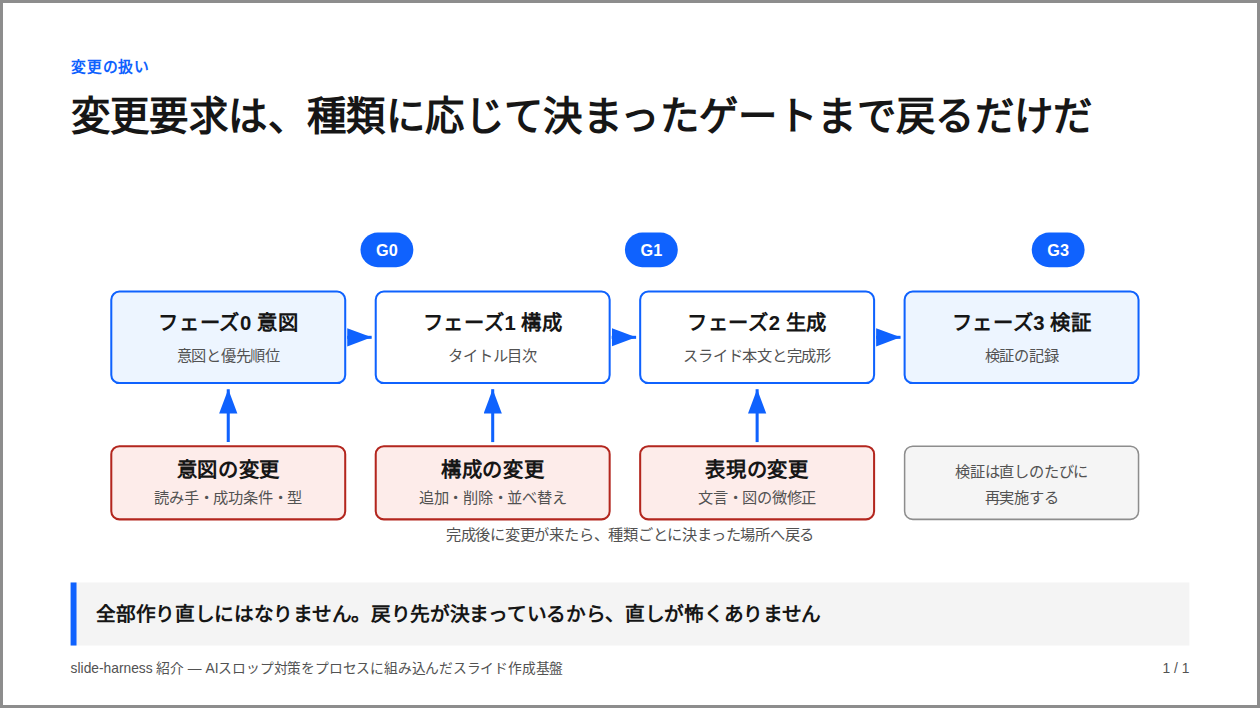 変更の扱い
変更要求は、種類に応じて決まったゲートまで戻るだけだ
G0
G1
G3
フェーズ0 意図
意図と優先順位
フェーズ1 構成
タイトル目次
フェーズ2 生成
スライド本文と完成形
フェーズ3 検証
検証の記録
意図の変更
読み手・成功条件・型
構成の変更
追加・削除・並べ替え
表現の変更
文言・図の微修正
検証は直しのたびに
再実施する
完成後に変更が来たら、種類ごとに決まった場所へ戻る
全部作り直しにはなりません。戻り先が決まっているから、直しが怖くありません
slide-harness 紹介 — AIスロップ対策をプロセスに組み込んだスライド作成基盤
1 / 1